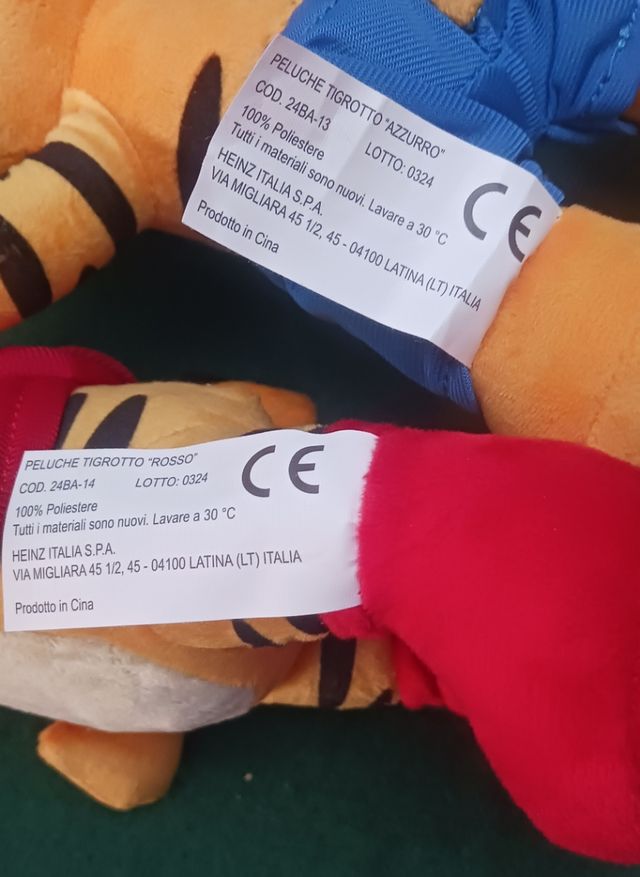 PELUCHE TIGROTTO "AZZURRO"
COD. 24BA-13
LOTTO: 0324
100% Poliestere
Tutti i materiali sono nuovi. Lavare a 30 °C
HEINZ ITALIA S.P.A.
VIA MIGLIARA 45 1/2, 45 - 04100 LATINA (LT) ITALIA
Prodotto in Cina
CE
PELUCHE TIGROTTO "ROSSO"
COD. 24BA-14 LOTTO: 0324
100% Poliestere
Tutti i materiali sono nuovi. Lavare a 30 °C
HEINZ ITALIA S.P.A.
VIA MIGLIARA 45 1/2, 45 - 04100 LATINA (LT) ITALIA
Prodotto in Cina
CE